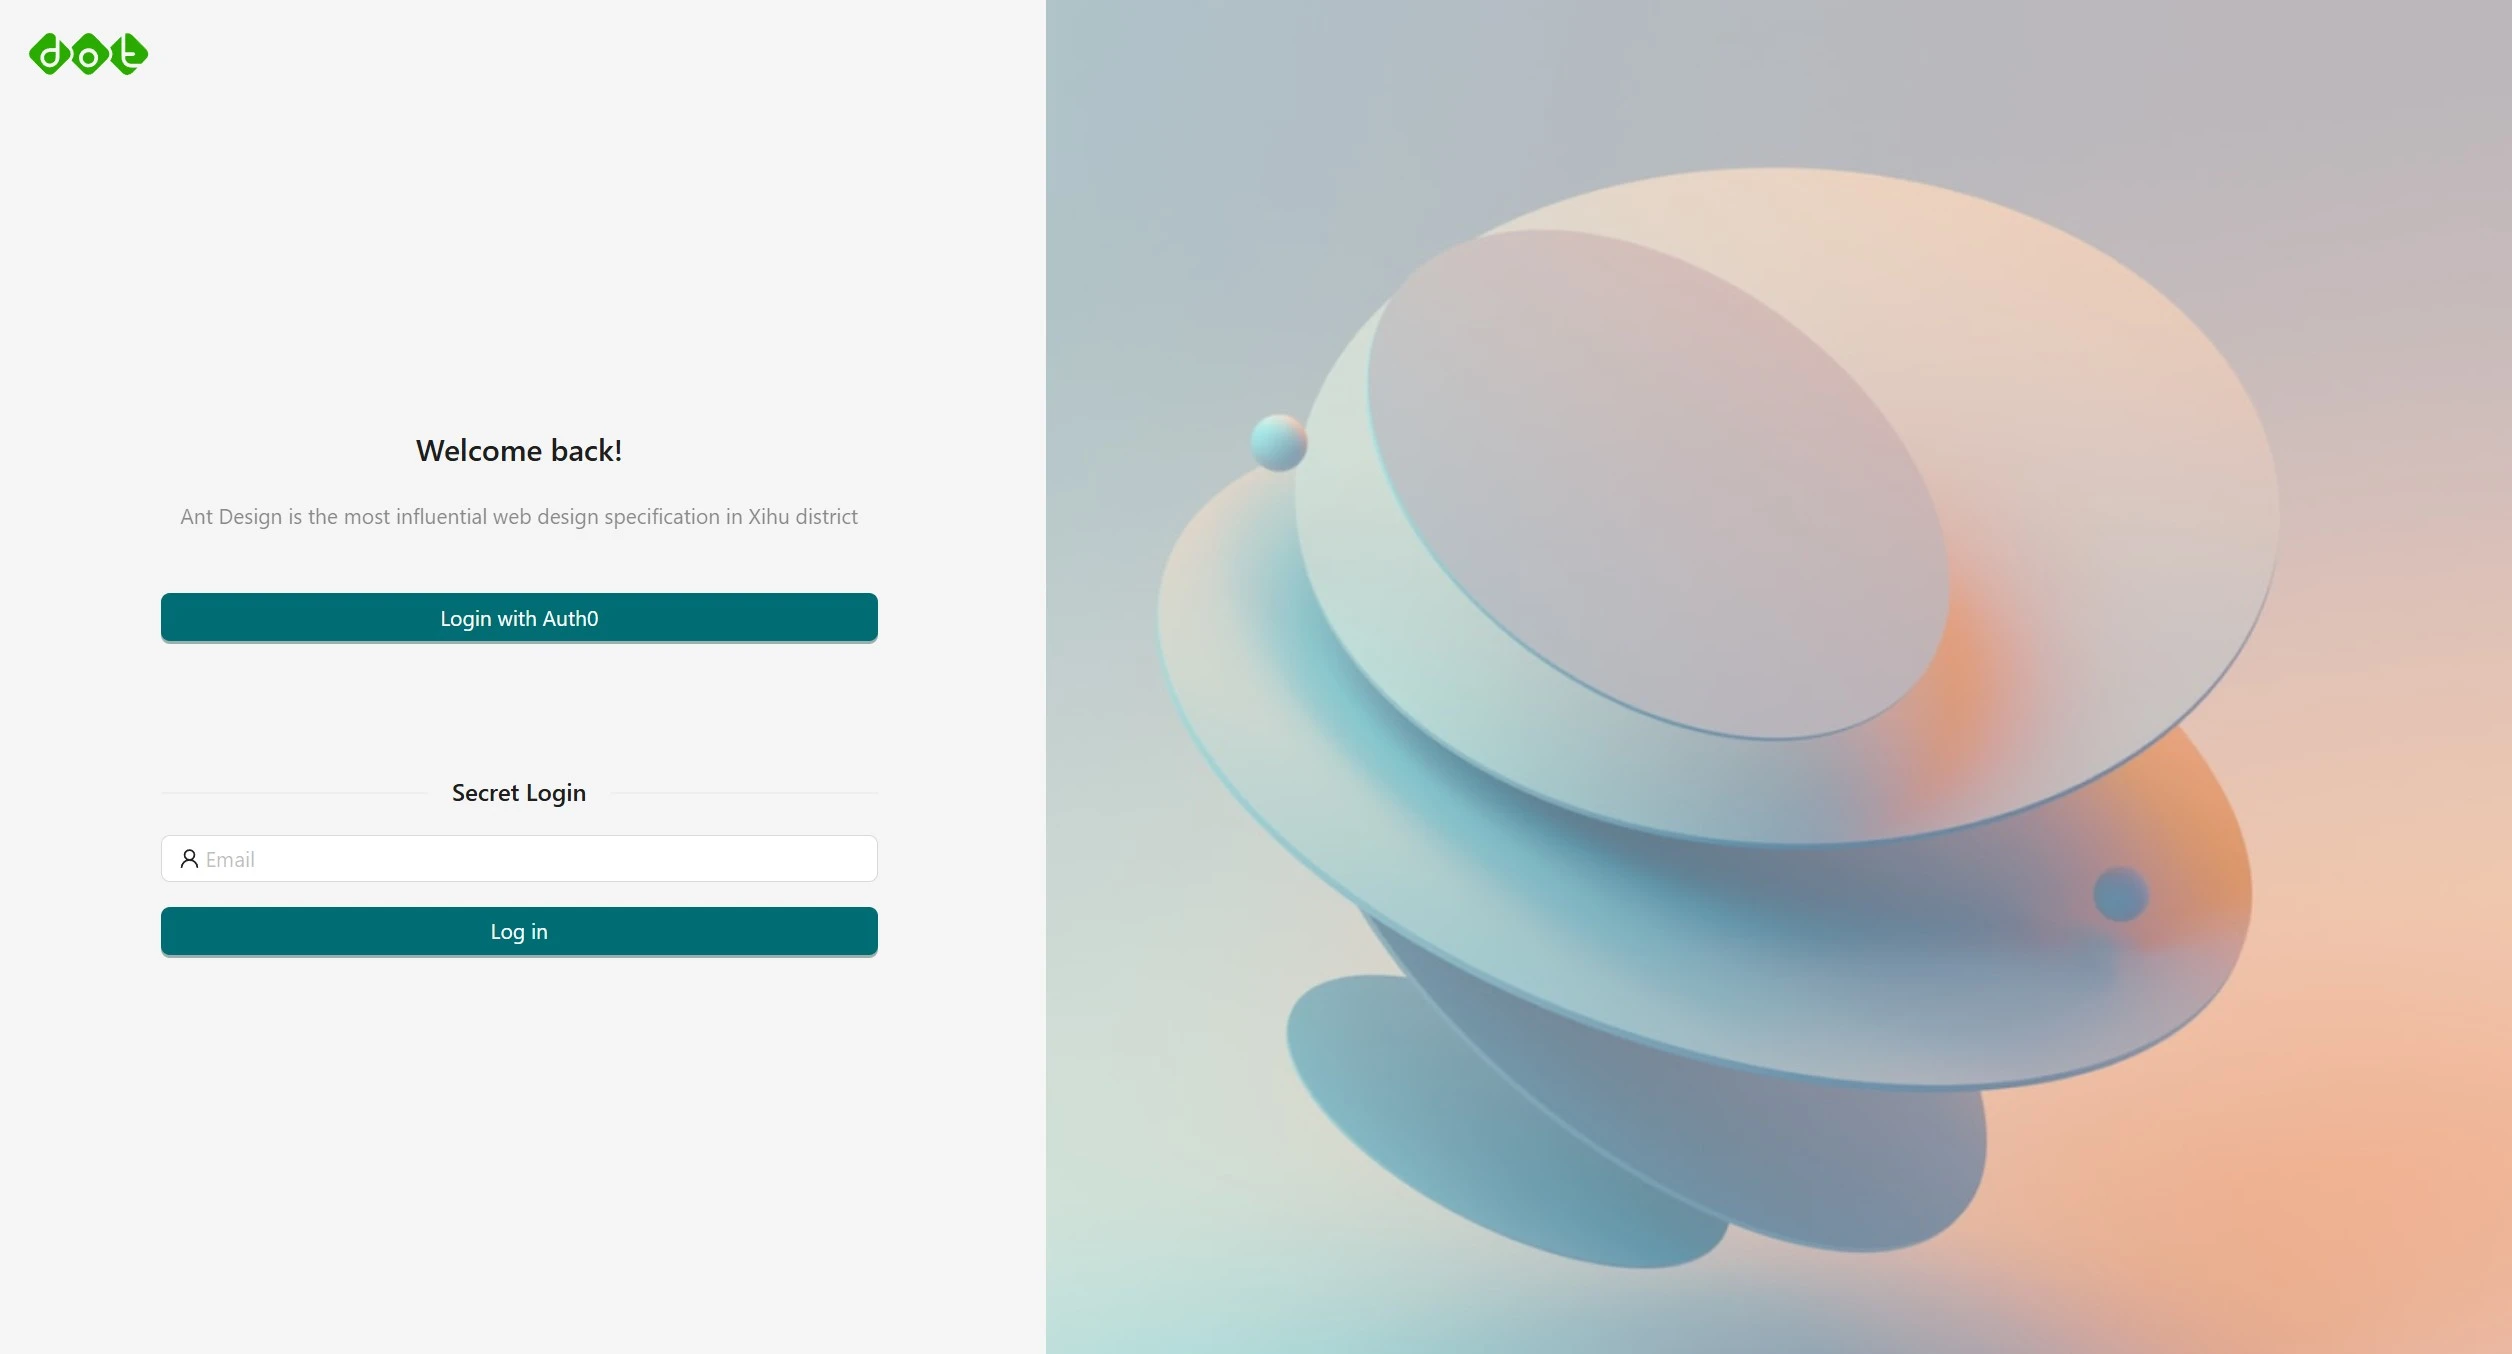 dot
Welcome back!
Ant Design is the most influential web design specification in Xihu district
Login with Auth0
Secret Login
Email
Log in